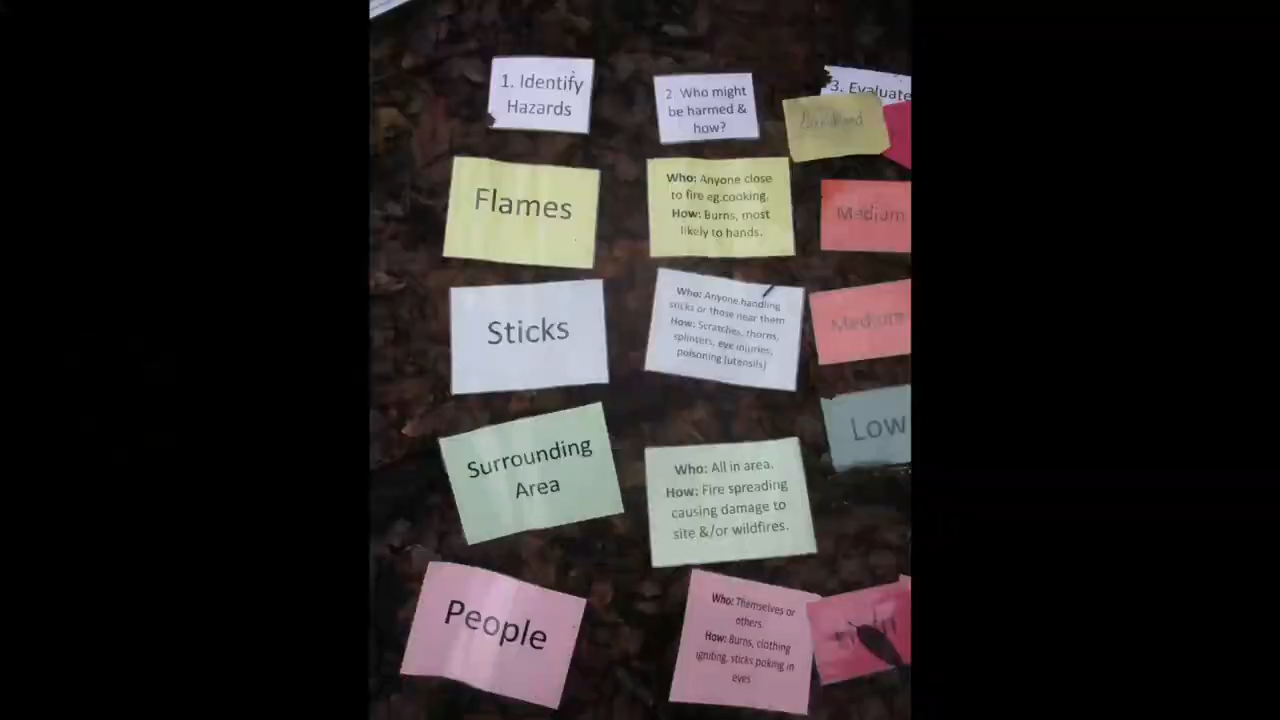 1. Identify
Hazards
2 Who might
be harmed &
how?
3. Evaluate
Flames
Who: Anyone close
to fire eg.cooking.
How: Burns, most
likely to hands.
Medium
Sticks
Who: Anyone handling
sticks or those near them
How: Scratches, thorns,
splinters, eye injuries,
poisoning (utensils)
Medium
Surrounding
Area
Who: All in area.
How: Fire spreading
causing damage to
site &/or wildfires.
Low
People
Who: Themselves or
others.
How: Burns, clothing
igniting, sticks poking in
eyes